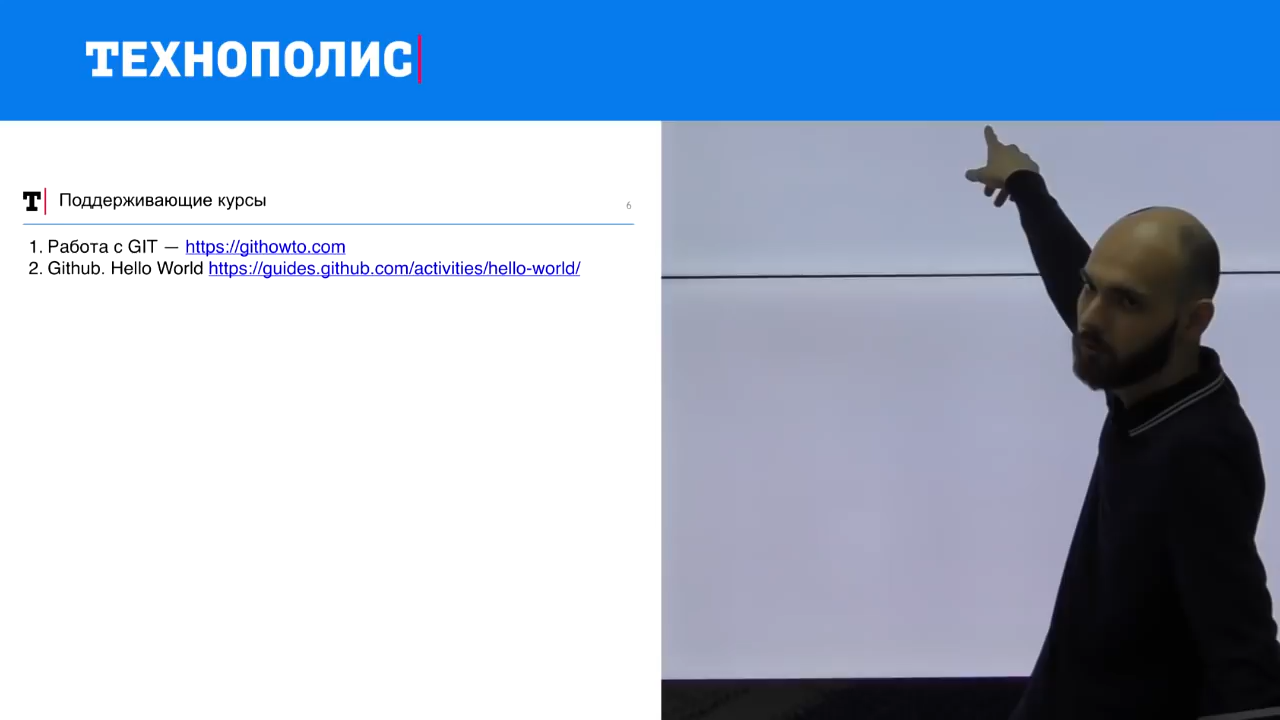 ТЕХНОПОЛИС
Т Поддерживающие курсы 6
1. Работа с GIT — https://githowto.com
2. Github. Hello World https://guides.github.com/activities/hello-world/